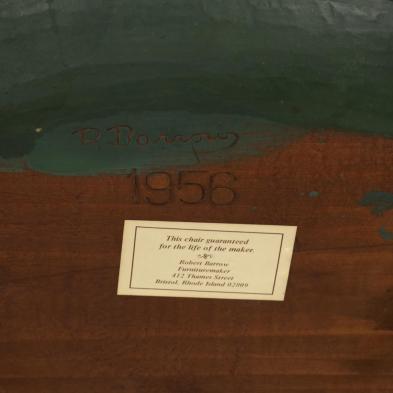 R Barrow
1956
This chair guaranteed
for the life of the maker.
Robert Barrow
Furnituremaker
412 Thames Street
Bristol, Rhode Island 02809